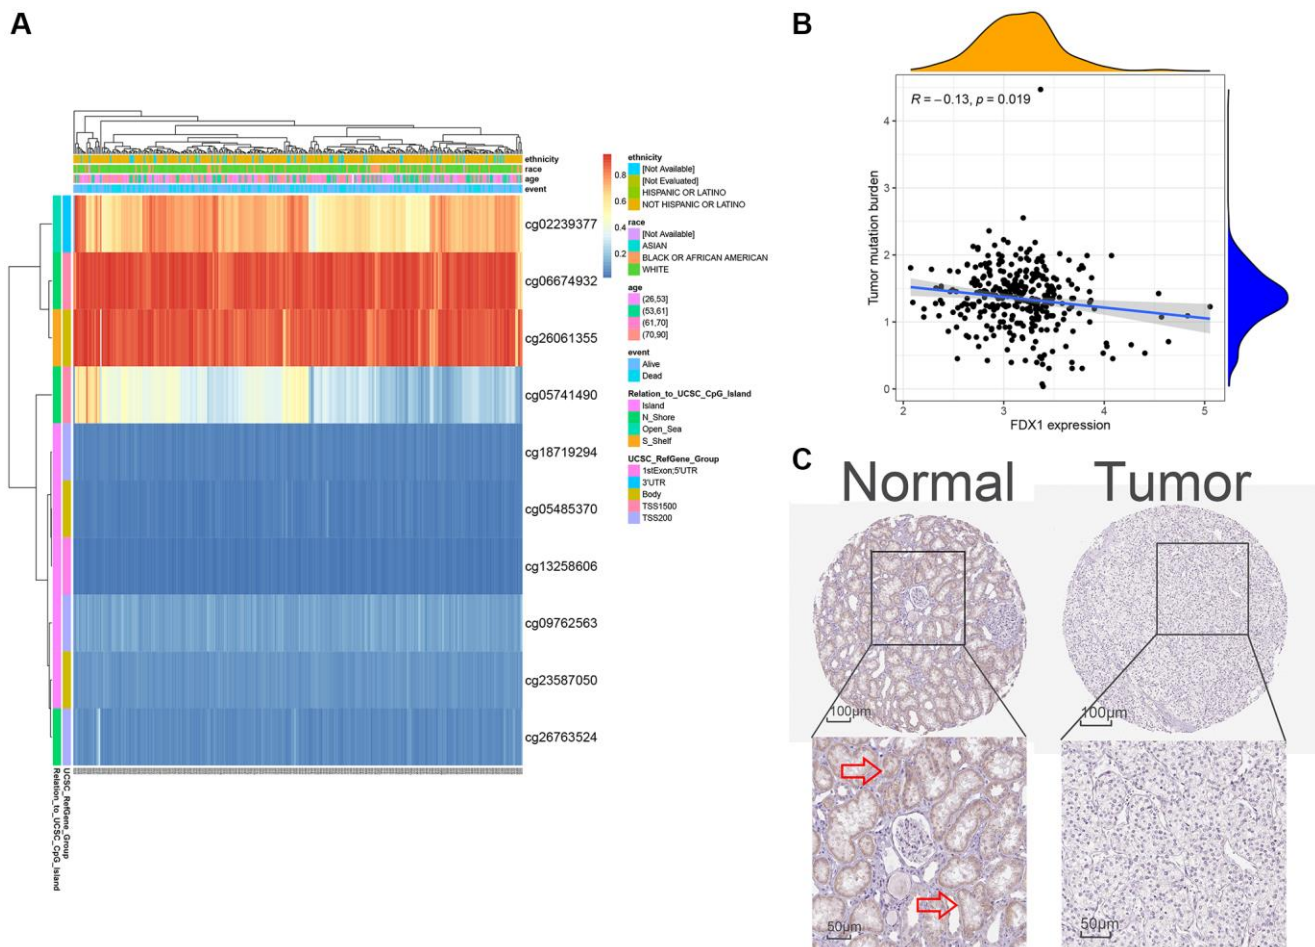 A
ethnicity
race
age
event
cg02239377
cg06674932
cg26061355
cg05741490
cg18719294
cg05485370
cg13258606
cg09762563
cg23587050
cg26763524
UCSC_RefGene_Group
Relation_to_UCSC_CpG_Island
0.8
0.6
0.4
0.2
ethnicity
[Not Available]
[Not Evaluated]
HISPANIC OR LATINO
NOT HISPANIC OR LATINO
race
[Not Available]
ASIAN
BLACK OR AFRICAN AMERICAN
WHITE
age
(26,53]
(53,61]
(61,70]
(70,90]
event
Alive
Dead
Relation_to_UCSC_CpG_Island
Island
N_Shore
Open_Sea
S_Shelf
UCSC_RefGene_Group
1stExon;5'UTR
3'UTR
Body
TSS1500
TSS200
B
R = −0.13, p = 0.019
Tumor mutation burden
4
3
2
1
0
2 3 4 5
FDX1 expression
C
Normal Tumor
100μm 100μm
50μm 50μm